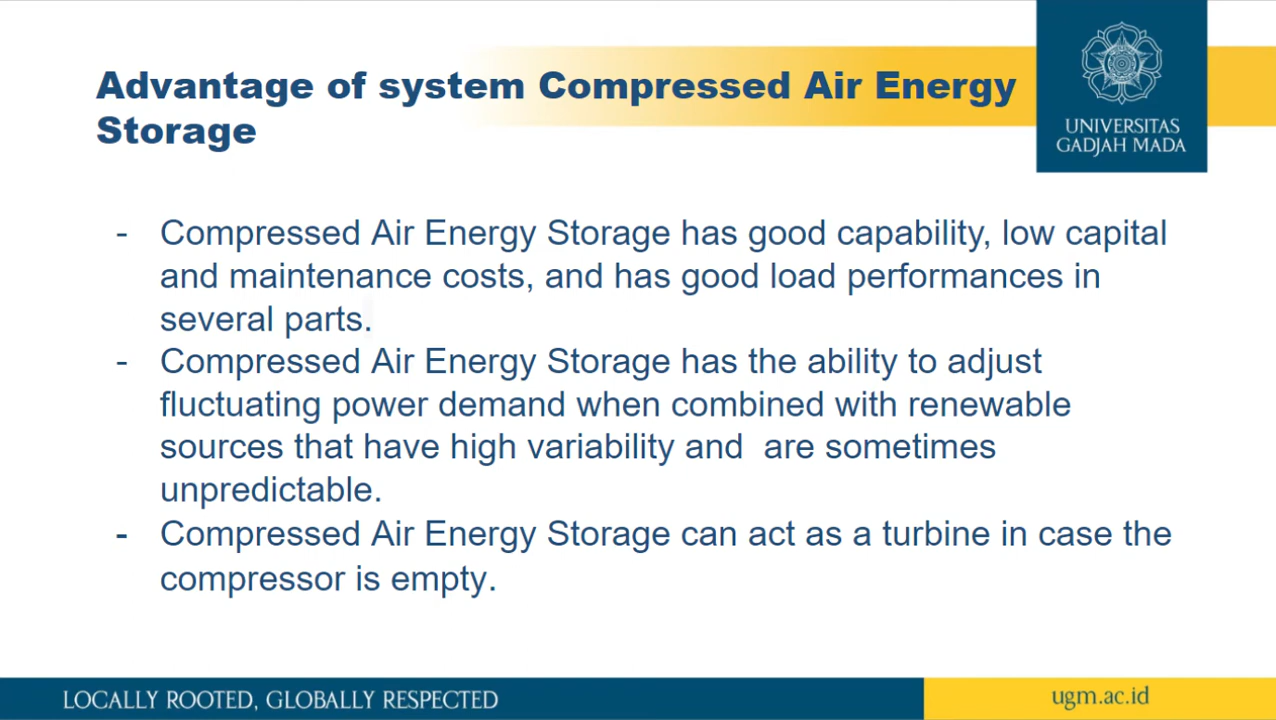 Advantage of system Compressed Air Energy
Storage
UNIVERSITAS
GADJAH MADA
- Compressed Air Energy Storage has good capability, low capital
and maintenance costs, and has good load performances in
several parts.
- Compressed Air Energy Storage has the ability to adjust
fluctuating power demand when combined with renewable
sources that have high variability and  are sometimes
unpredictable.
- Compressed Air Energy Storage can act as a turbine in case the
compressor is empty.
LOCALLY ROOTED, GLOBALLY RESPECTED
ugm.ac.id